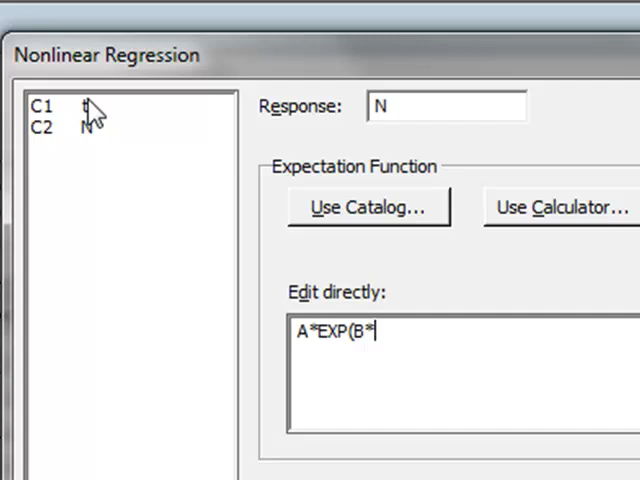 Nonlinear Regression
C1 t
C2 N
Response: N
Expectation Function
Use Catalog...
Use Calculator...
Edit directly:
A*EXP(B*